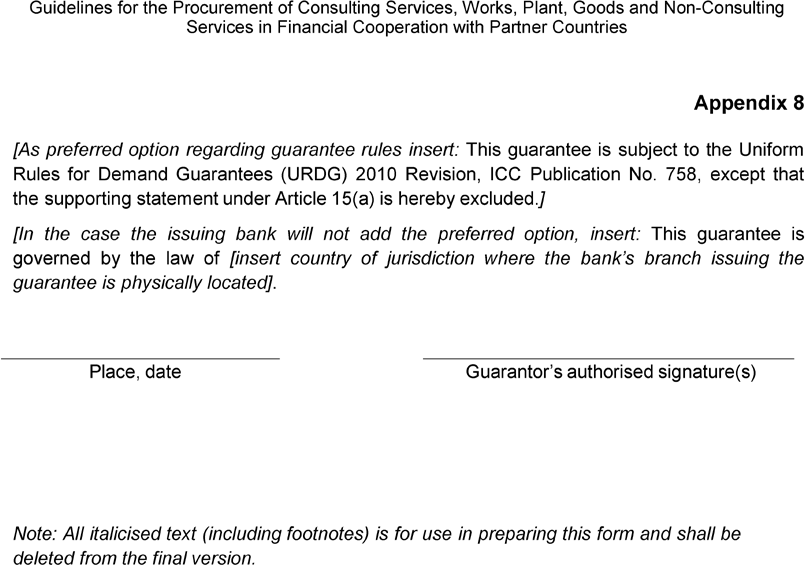 Guidelines for the Procurement of Consulting Services, Works, Plant, Goods and Non-Consulting
Services in Financial Cooperation with Partner Countries
Appendix 8
[As preferred option regarding guarantee rules insert: This guarantee is subject to the Uniform
Rules for Demand Guarantees (URDG) 2010 Revision, ICC Publication No. 758, except that
the supporting statement under Article 15(a) is hereby excluded.]
[In the case the issuing bank will not add the preferred option, insert: This guarantee is
governed by the law of [insert country of jurisdiction where the bank's branch issuing the
guarantee is physically located].
Place, date
Guarantor's authorised signature(s)
Note: All italicised text (including footnotes) is for use in preparing this form and shall be
deleted from the final version.